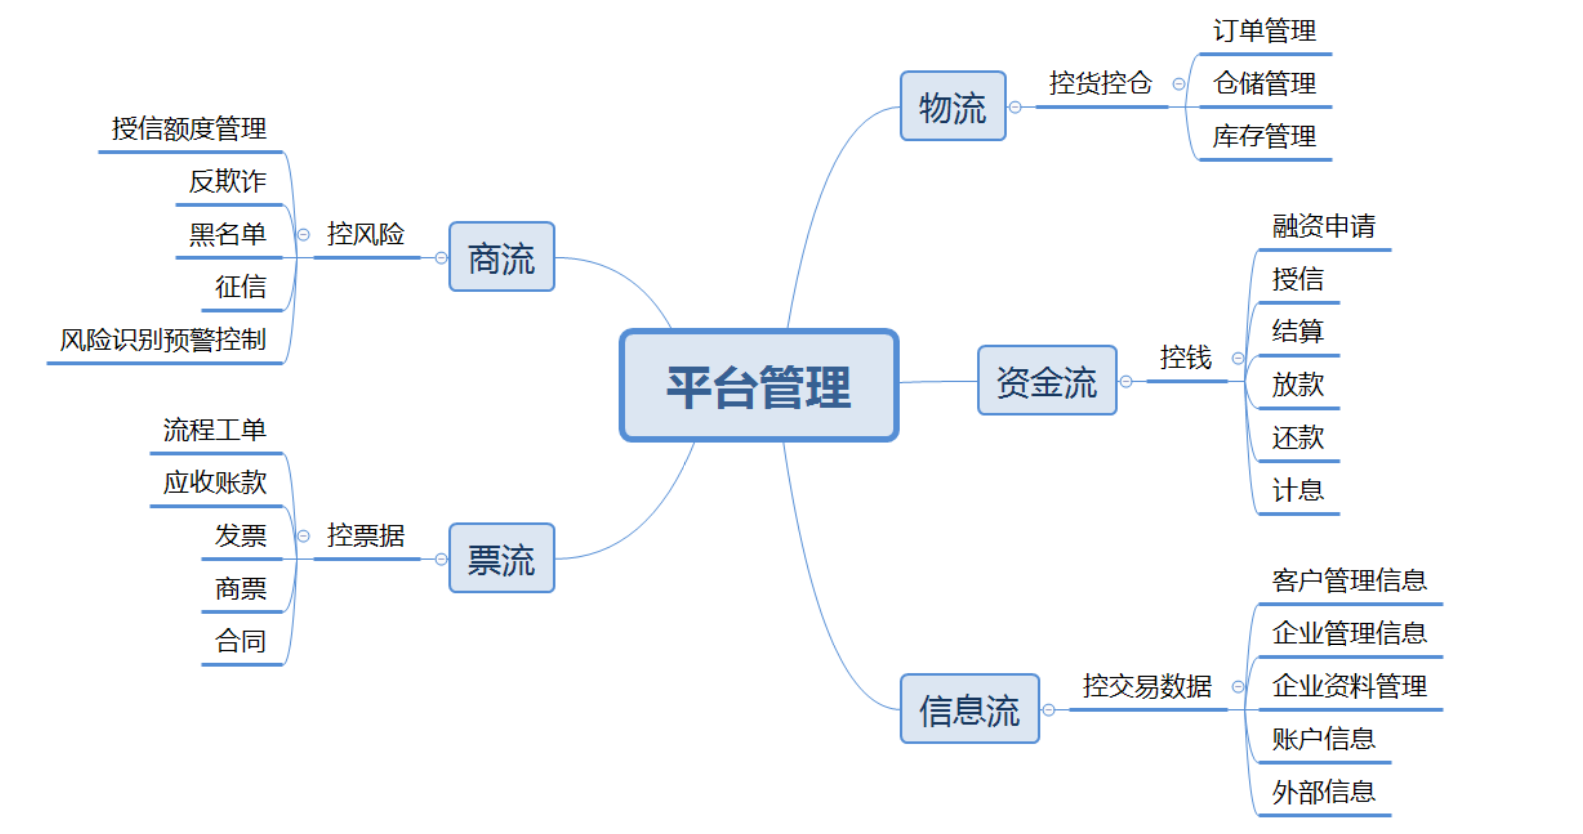 平台管理
物流
控货控仓
订单管理
仓储管理
库存管理
资金流
控钱
融资申请
授信
结算
放款
还款
计息
信息流
控交易数据
客户管理信息
企业管理信息
企业资料管理
账户信息
外部信息
商流
控风险
授信额度管理
反欺诈
黑名单
征信
风险识别预警控制
票流
控票据
流程工单
应收账款
发票
商票
合同